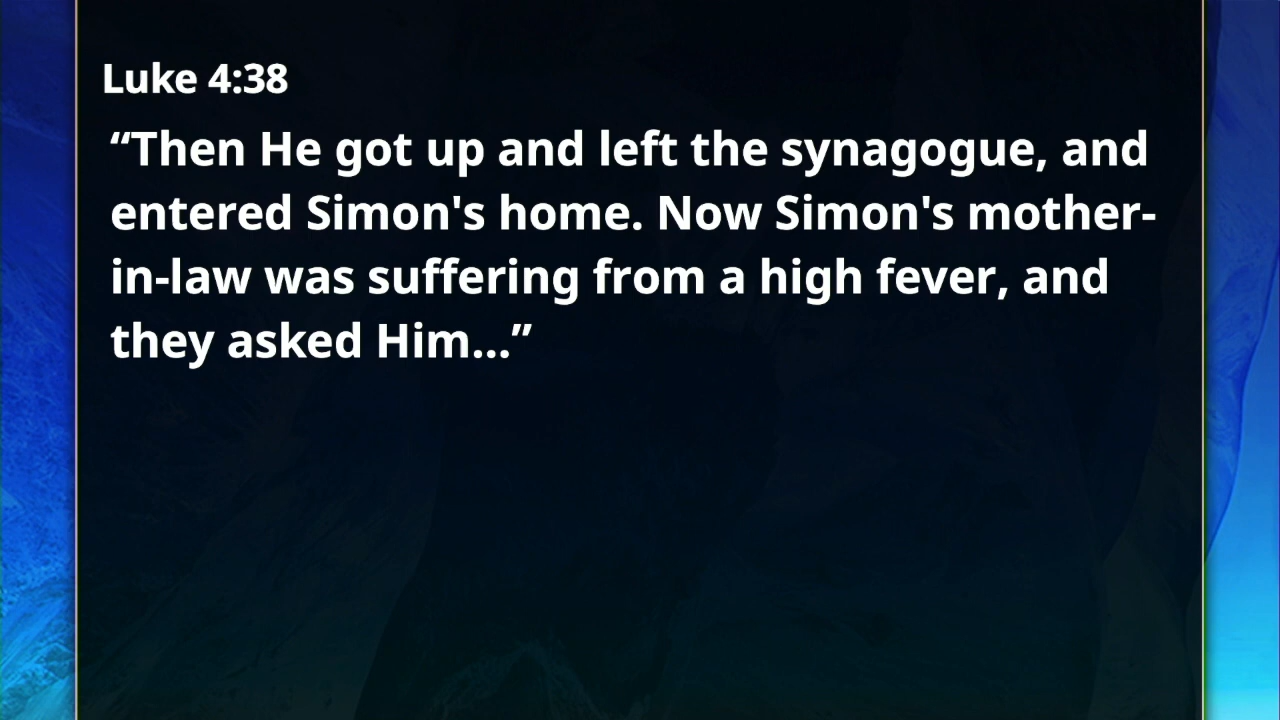 Luke 4:38
“Then He got up and left the synagogue, and
entered Simon's home. Now Simon's mother-
in-law was suffering from a high fever, and
they asked Him...”